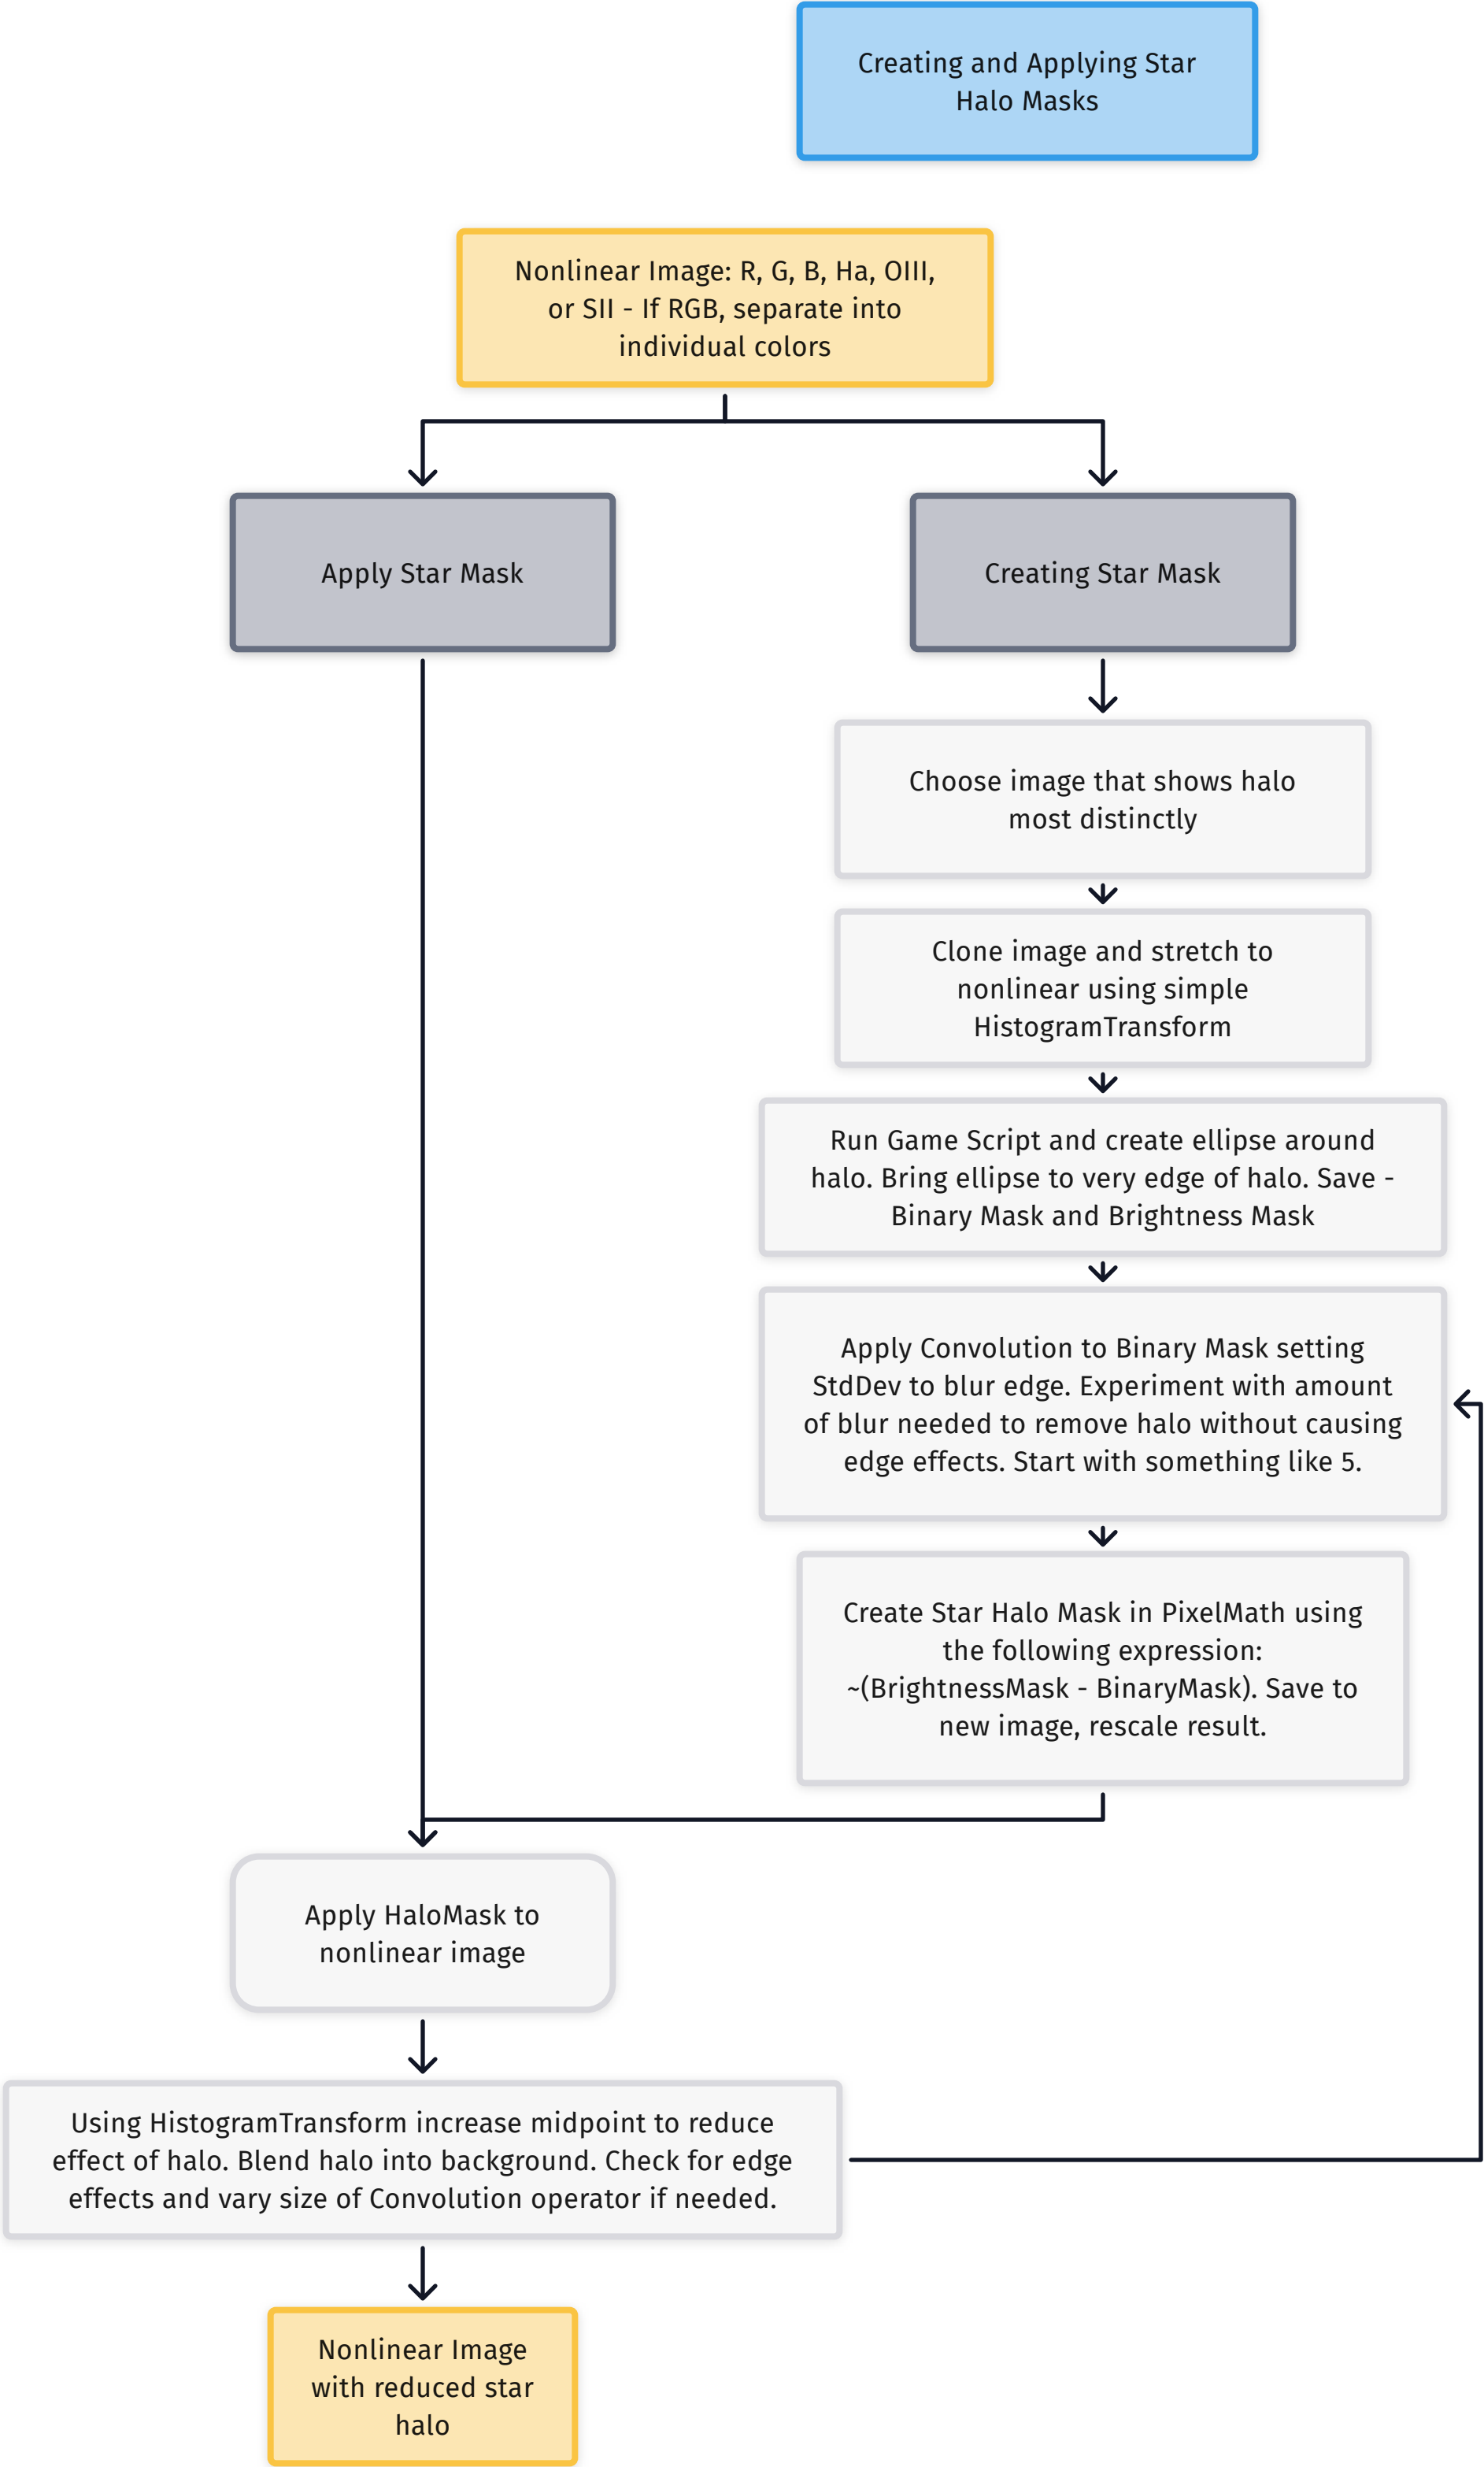 Creating and Applying Star
Halo Masks
Nonlinear Image: R, G, B, Ha, OIII,
or SII - If RGB, separate into
individual colors
Apply Star Mask
Creating Star Mask
Choose image that shows halo
most distinctly
Clone image and stretch to
nonlinear using simple
HistogramTransform
Run Game Script and create ellipse around
halo. Bring ellipse to very edge of halo. Save -
Binary Mask and Brightness Mask
Apply Convolution to Binary Mask setting
StdDev to blur edge. Experiment with amount
of blur needed to remove halo without causing
edge effects. Start with something like 5.
Create Star Halo Mask in PixelMath using
the following expression:
~(BrightnessMask - BinaryMask). Save to
new image, rescale result.
Apply HaloMask to
nonlinear image
Using HistogramTransform increase midpoint to reduce
effect of halo. Blend halo into background. Check for edge
effects and vary size of Convolution operator if needed.
Nonlinear Image
with reduced star
halo